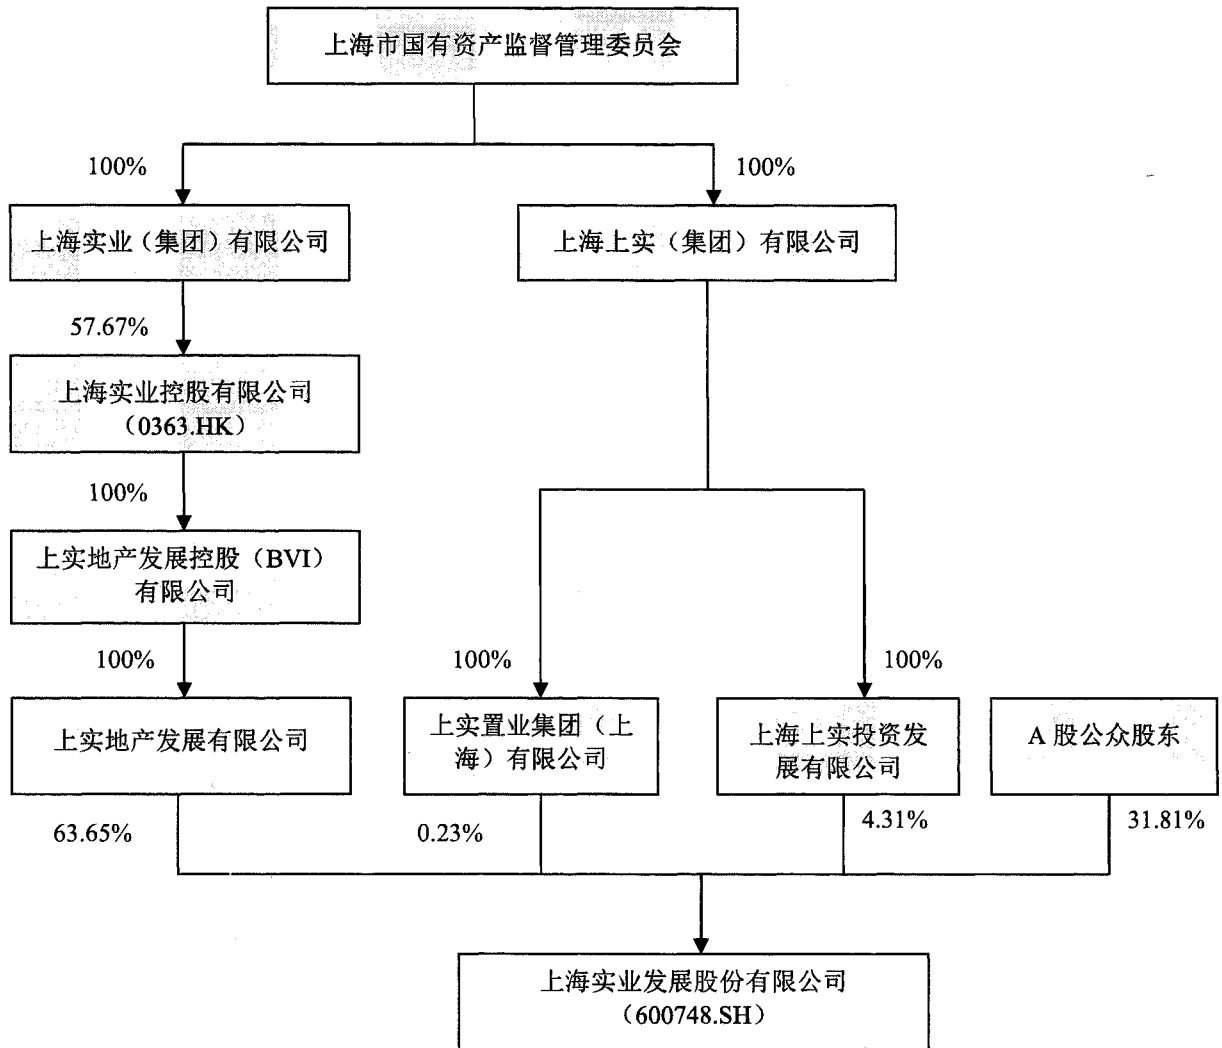 上海市国有资产监督管理委员会
100%
100%
上海实业（集团）有限公司
上海上实（集团）有限公司
57.67%
上海实业控股有限公司
（0363.HK）
100%
上实地产发展控股（BVI）
有限公司
100%
100%
100%
上实地产发展有限公司
上实置业集团（上
海）有限公司
上海上实投资发
展有限公司
A 股公众股东
63.65%
0.23%
4.31%
31.81%
上海实业发展股份有限公司
（600748.SH）